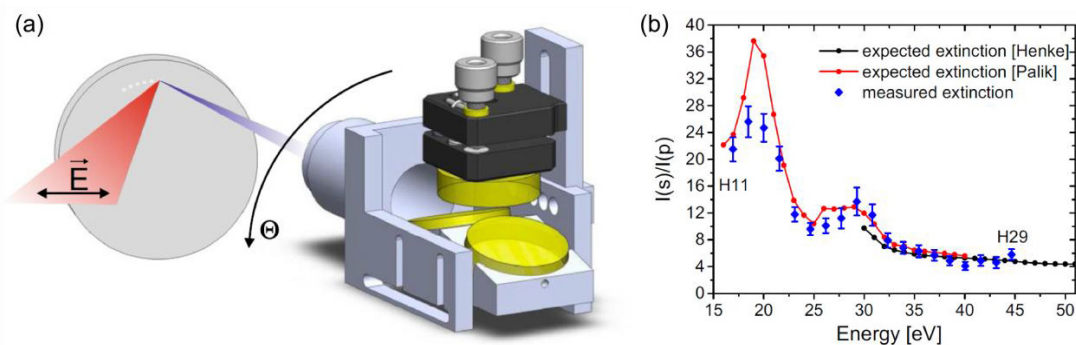 (a)
E
Θ
(b)
I(s)/I(p)
40
36
32
28
24
20
16
12
8
4
0
expected extinction [Henke]
expected extinction [Palik]
measured extinction
H11
H29
15 20 25 30 35 40 45 50
Energy [eV]